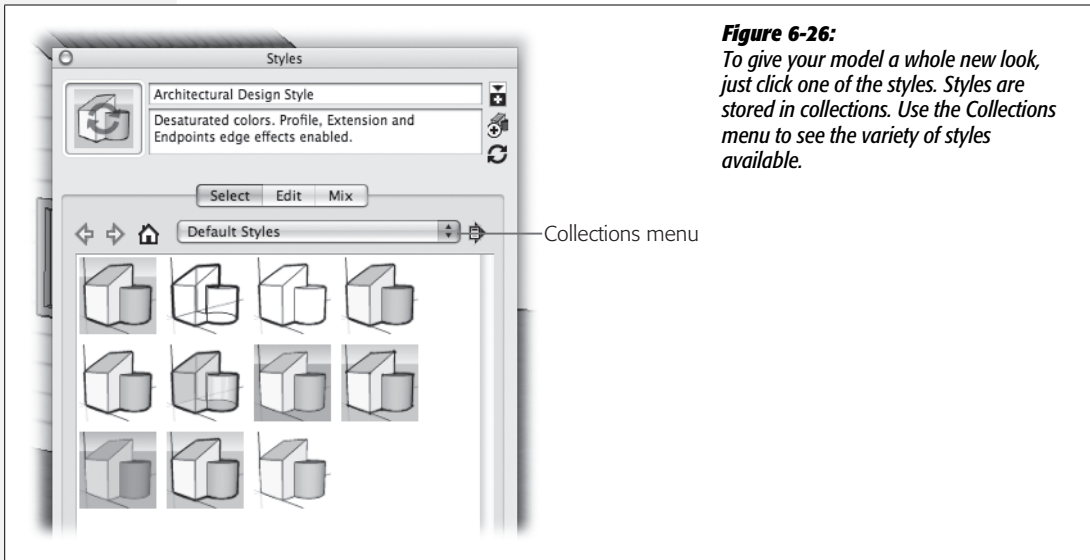 Styles
Architectural Design Style
Desaturated colors. Profile, Extension and
Endpoints edge effects enabled.
Select Edit Mix
Default Styles
Collections menu
Figure 6-26:
To give your model a whole new look,
just click one of the styles. Styles are
stored in collections. Use the Collections
menu to see the variety of styles
available.